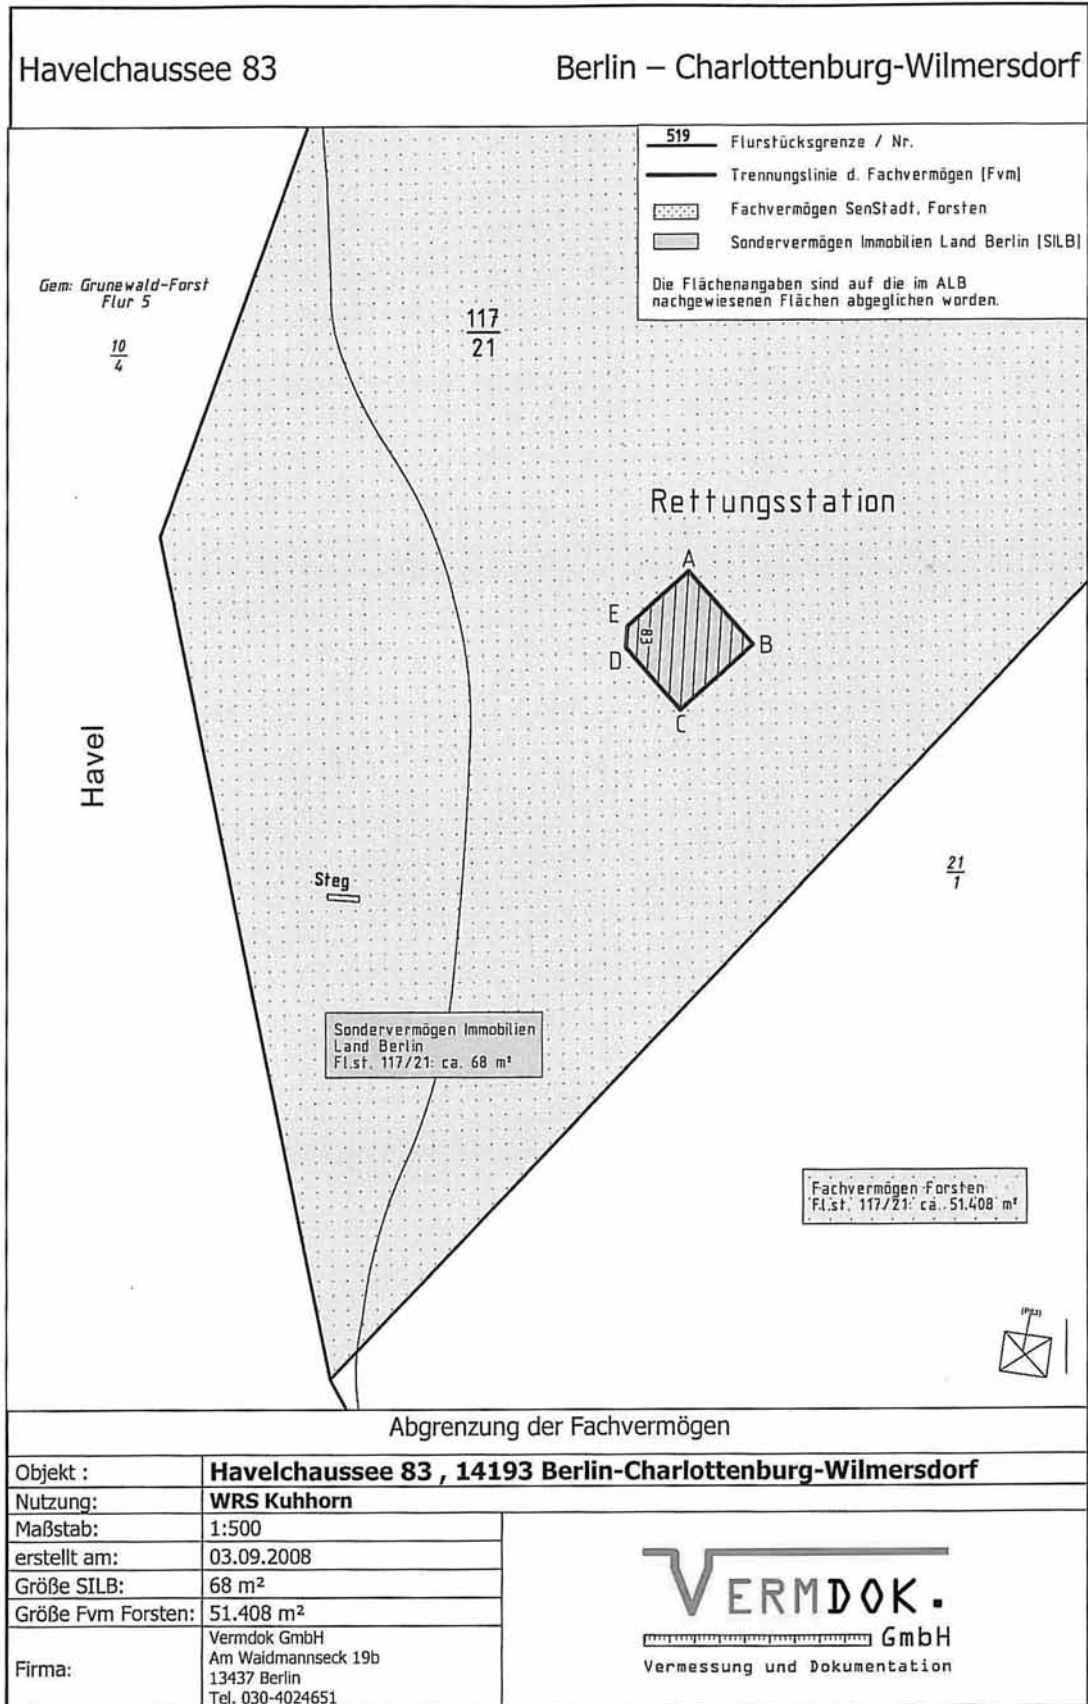 Havelchaussee 83
Berlin – Charlottenburg-Wilmersdorf
519 Flurstücksgrenze / Nr.
Trennungslinie d. Fachvermögen [Fvm]
Fachvermögen SenStadt, Forsten
Sondervermögen Immobilien Land Berlin [SILB]
Die Flächenangaben sind auf die im ALB
nachgewiesenen Flächen abgeglichen worden.
Gem: Grunewald-Forst
Flur 5
10
4
117
21
Rettungsstation
A
E
83
B
D
C
Havel
21
1
Steg
Sondervermögen Immobilien
Land Berlin
Fl.st. 117/21: ca. 68 m²
Fachvermögen Forsten
Fl.st. 117/21: ca. 51.408 m²
Abgrenzung der Fachvermögen
Objekt : Havelchaussee 83 , 14193 Berlin-Charlottenburg-Wilmersdorf
Nutzung: WRS Kuhhorn
Maßstab: 1:500
erstellt am: 03.09.2008
Größe SILB: 68 m²
Größe Fvm Forsten: 51.408 m²
Firma:
Vermdok GmbH
Am Waidmannseck 19b
13437 Berlin
Tel. 030-4024651
VERMDOK.
GmbH
Vermessung und Dokumentation